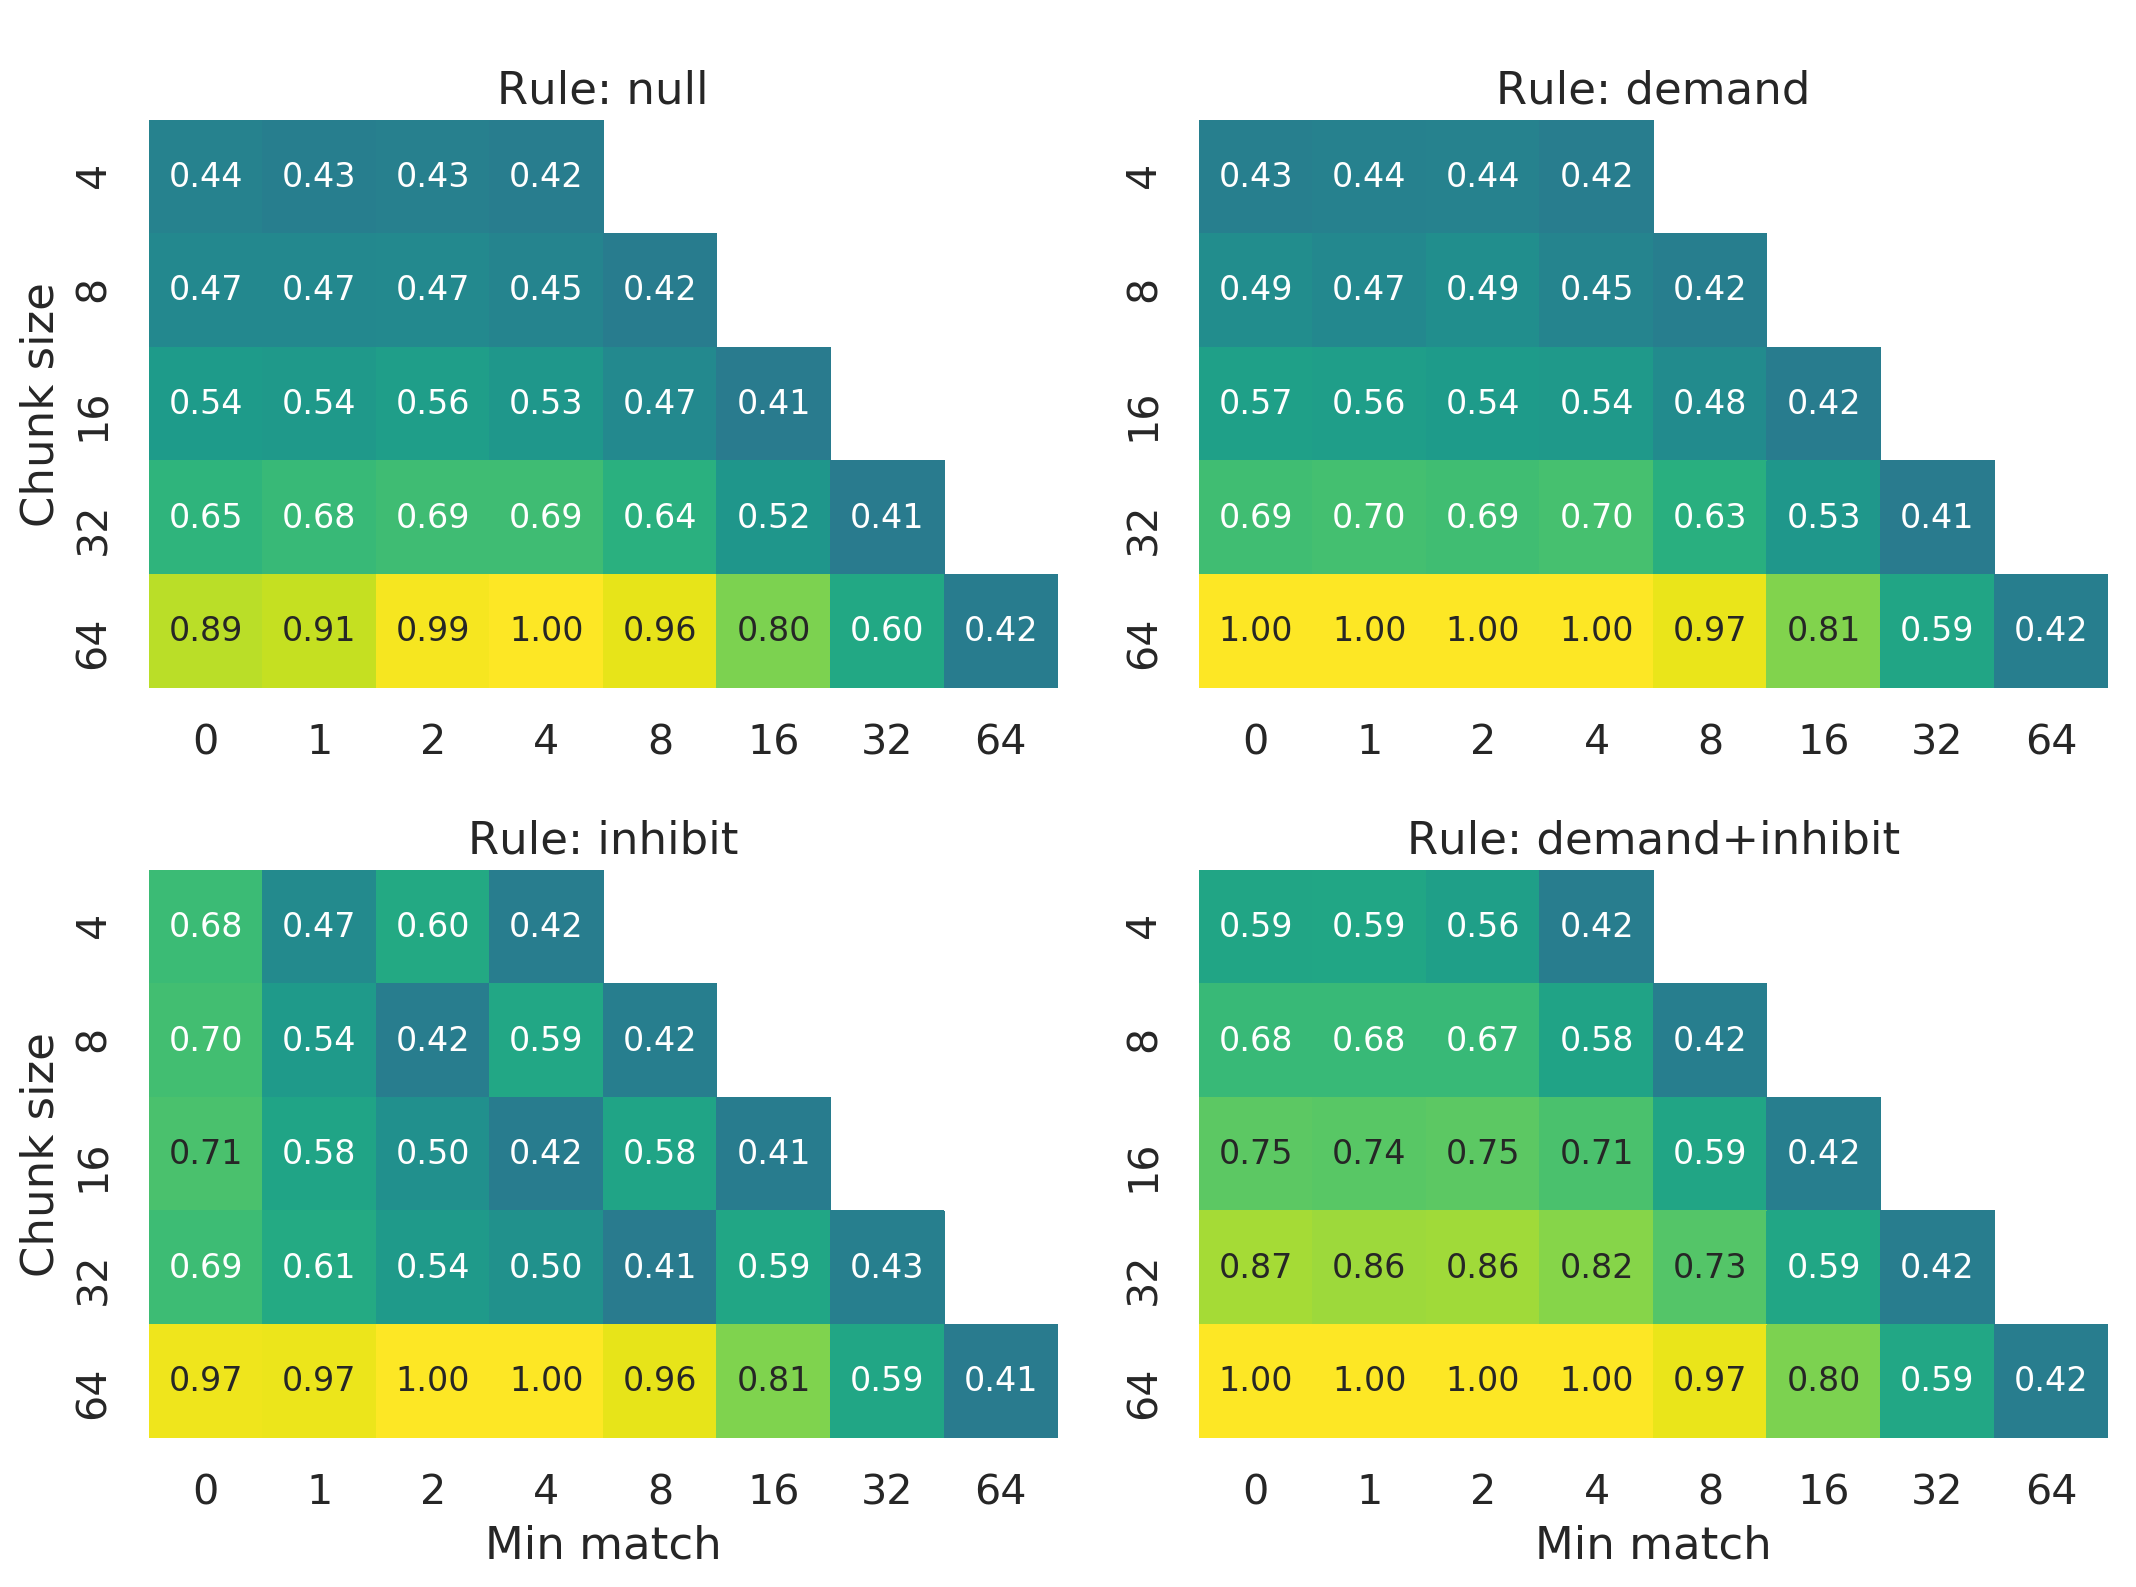 Rule: null
4 0.44 0.43 0.43 0.42
8 0.47 0.47 0.47 0.45 0.42
16 0.54 0.54 0.56 0.53 0.47 0.41
32 0.65 0.68 0.69 0.69 0.64 0.52 0.41
64 0.89 0.91 0.99 1.00 0.96 0.80 0.60 0.42
0 1 2 4 8 16 32 64
Chunk size
Rule: demand
4 0.43 0.44 0.44 0.42
8 0.49 0.47 0.49 0.45 0.42
16 0.57 0.56 0.54 0.54 0.48 0.42
32 0.69 0.70 0.69 0.70 0.63 0.53 0.41
64 1.00 1.00 1.00 1.00 0.97 0.81 0.59 0.42
0 1 2 4 8 16 32 64
Rule: inhibit
4 0.68 0.47 0.60 0.42
8 0.70 0.54 0.42 0.59 0.42
16 0.71 0.58 0.50 0.42 0.58 0.41
32 0.69 0.61 0.54 0.50 0.41 0.59 0.43
64 0.97 0.97 1.00 1.00 0.96 0.81 0.59 0.41
0 1 2 4 8 16 32 64
Chunk size
Min match
Rule: demand+inhibit
4 0.59 0.59 0.56 0.42
8 0.68 0.68 0.67 0.58 0.42
16 0.75 0.74 0.75 0.71 0.59 0.42
32 0.87 0.86 0.86 0.82 0.73 0.59 0.42
64 1.00 1.00 1.00 1.00 0.97 0.80 0.59 0.42
0 1 2 4 8 16 32 64
Min match